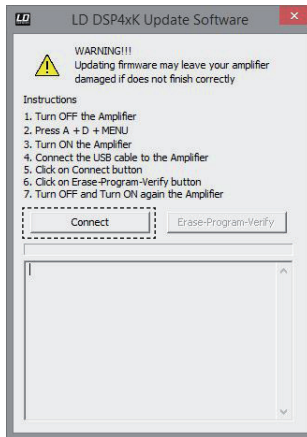 LD LD DSP4xK Update Software ×
WARNING!!!
Updating firmware may leave your amplifier
damaged if does not finish correctly
Instructions
1. Turn OFF the Amplifier
2. Press A + D + MENU
3. Turn ON the Amplifier
4. Connect the USB cable to the Amplifier
5. Click on Connect button
6. Click on Erase-Program-Verify button
7. Turn OFF and Turn ON again the Amplifier
Connect Erase-Program-Verify